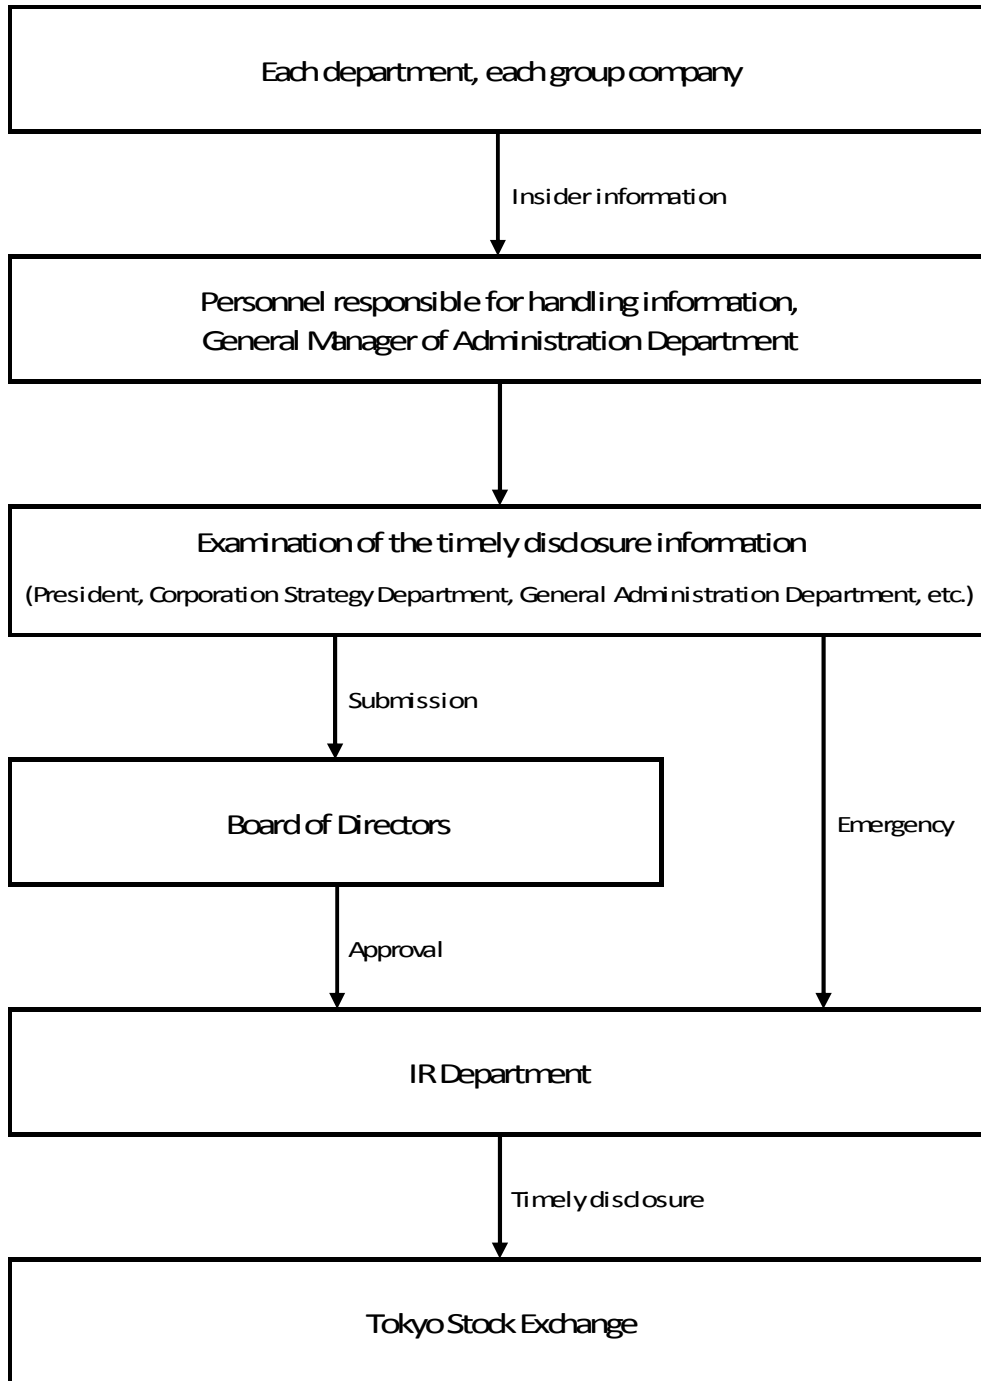 Each department, each group company
Insider information
Personnel responsible for handling information,
General Manager of Administration Department
Examination of the timely disclosure information
(President, Corporation Strategy Department, General Administration Department, etc.)
Submission
Board of Directors
Emergency
Approval
IR Department
Timely disclosure
Tokyo Stock Exchange